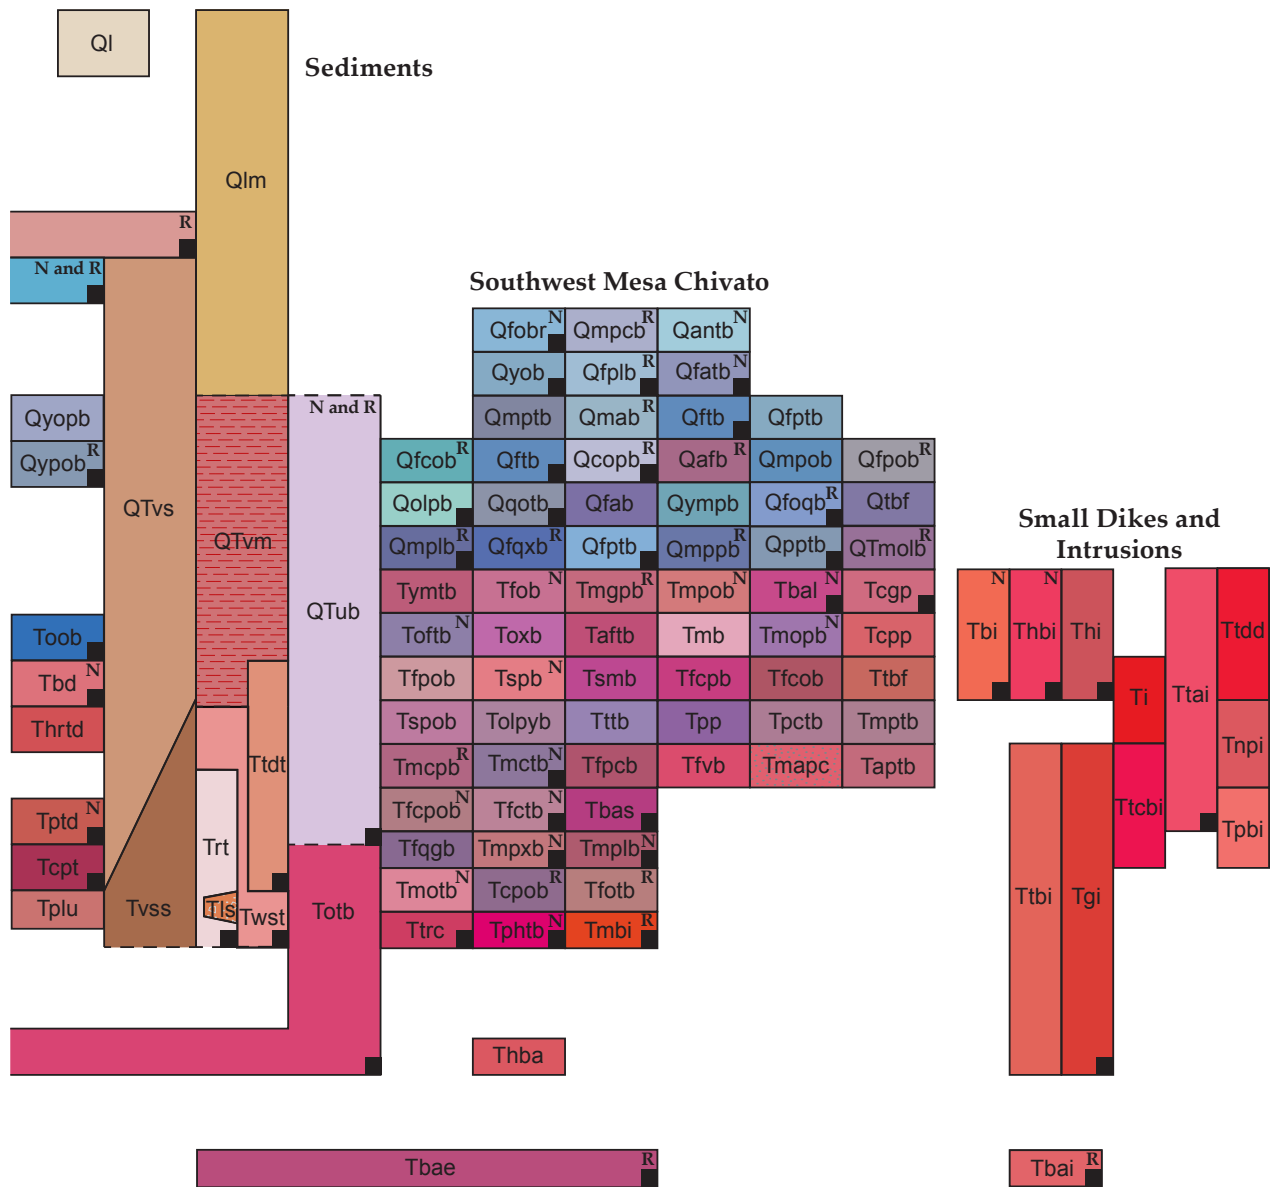 Ql
Sediments
Qlm
R
N and R
Southwest Mesa Chivato
Qfobr N Qmpcb R Qantb N
Qyob Qfplb R Qfatb N
Qyopb N and R Qmptb Qmab R Qftb Qfptb
Qypob R Qfcob R Qftb Qcopb R Qafb R Qmpob Qfpob R
QTvs Qolpb Qqotb Qfab Qympb Qfoqb R Qtbf
Small Dikes and
Intrusions
QTvm Qmplb R Qfqxb R Qfptb Qmppb R Qpptb QTmolb R
QTub Tymtb Tfob N Tmgpb R Tmpob N Tbal N Tcgp
Toob Toftb N Toxb Taftb Tmb Tmopb N Tcpp
Tbi N Thbi N Thi Ttai Ttdd
Tbd N Tfpob Tspb N Tsmb Tfcpb Tfcob Ttbf
Thrtd Tspob Tolpyb Tttb Tpp Tpctb Tmptb
Ti Tnpi
Ttdt Tmcpb R Tmctb N Tfpcb Tfvb Tmapc Taptb
Tptd N Tfcpob N Tfctb N Tbas
Ttcbi Tpbi
Tcpt Trt Tfqgb Tmpxb N Tmplb N
Tplu Tvss Tls Twst Totb Tmotb N Tcpob R Tfotb R
Ttbi Tgi
Ttrc Tphtb N Tmbi R
Thba
Tbae R Tbai R